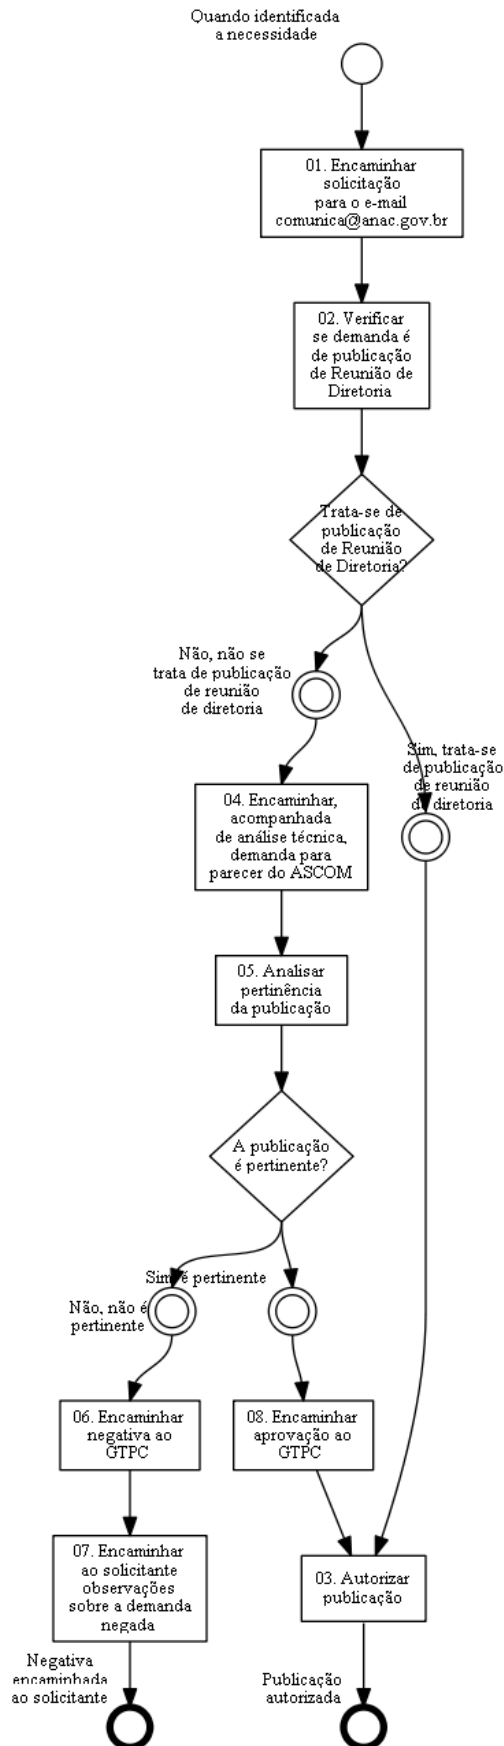 Quando identificada
a necessidade
01. Encaminhar
solicitação
para o e-mail
comunica@anac.gov.br
02. Verificar
se demanda é
de publicação
de Reunião de
Diretoria
Trata-se de
publicação
de Reunião
de Diretoria?
Não, não se
trata de publicação
de reunião
de diretoria
Sim, trata-se
de publicação
de reunião
de diretoria
04. Encaminhar,
acompanhada
de análise técnica,
demanda para
parecer do ASCOM
05. Analisar
pertinência
da publicação
A publicação
é pertinente?
Sim é pertinente
Não, não é
pertinente
06. Encaminhar
negativa ao
GTPC
08. Encaminhar
aprovação ao
GTPC
07. Encaminhar
ao solicitante
observações
sobre a demanda
negada
03. Autorizar
publicação
Negativa
encaminhada
ao solicitante
Publicação
autorizada